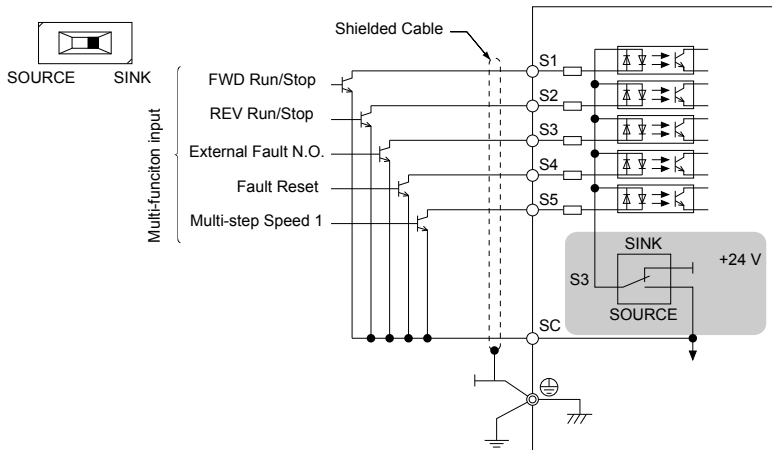 SOURCE SINK
Shielded Cable
Multi-funciton input
FWD Run/Stop
REV Run/Stop
External Fault N.O.
Fault Reset
Multi-step Speed 1
S1
S2
S3
S4
S5
SINK
+24 V
S3
SOURCE
SC